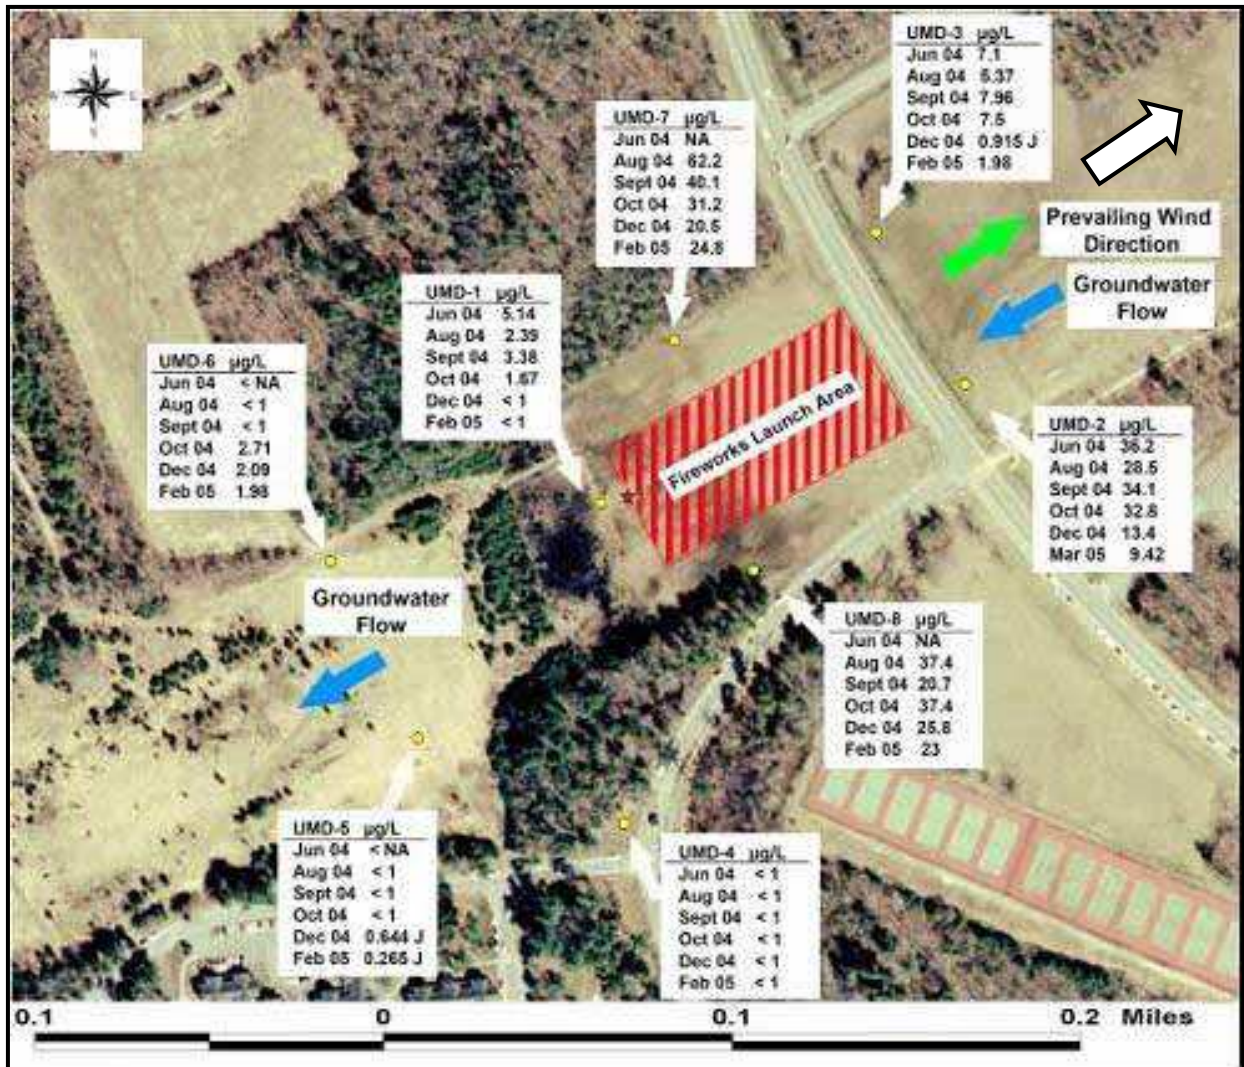 UMD-3 µg/L
Jun 04 7.1
Aug 04 5.37
Sept 04 7.96
Oct 04 7.5
Dec 04 0.915 J
Feb 05 1.98
N
UMD-7 µg/L
Jun 04 NA
Aug 04 62.2
Sept 04 40.1
Oct 04 31.2
Dec 04 20.5
Feb 05 24.8
Prevailing Wind
Direction
Groundwater
Flow
UMD-1 µg/L
Jun 04 5.14
Aug 04 2.39
Sept 04 3.38
Oct 04 1.67
Dec 04 < 1
Feb 05 < 1
UMD-6 µg/L
Jun 04 < NA
Aug 04 < 1
Sept 04 < 1
Oct 04 2.71
Dec 04 2.09
Feb 05 1.98
Fireworks Launch Area
UMD-2 µg/L
Jun 04 36.2
Aug 04 28.5
Sept 04 34.1
Oct 04 32.8
Dec 04 13.4
Mar 05 9.42
Groundwater
Flow
UMD-8 µg/L
Jun 04 NA
Aug 04 37.4
Sept 04 20.7
Oct 04 37.4
Dec 04 25.8
Feb 05 23
UMD-5 µg/L
Jun 04 < NA
Aug 04 < 1
Sept 04 < 1
Oct 04 < 1
Dec 04 0.644 J
Feb 05 0.265 J
UMD-4 µg/L
Jun 04 < 1
Aug 04 < 1
Sept 04 < 1
Oct 04 < 1
Dec 04 < 1
Feb 05 < 1
0.1 0 0.1 0.2 Miles